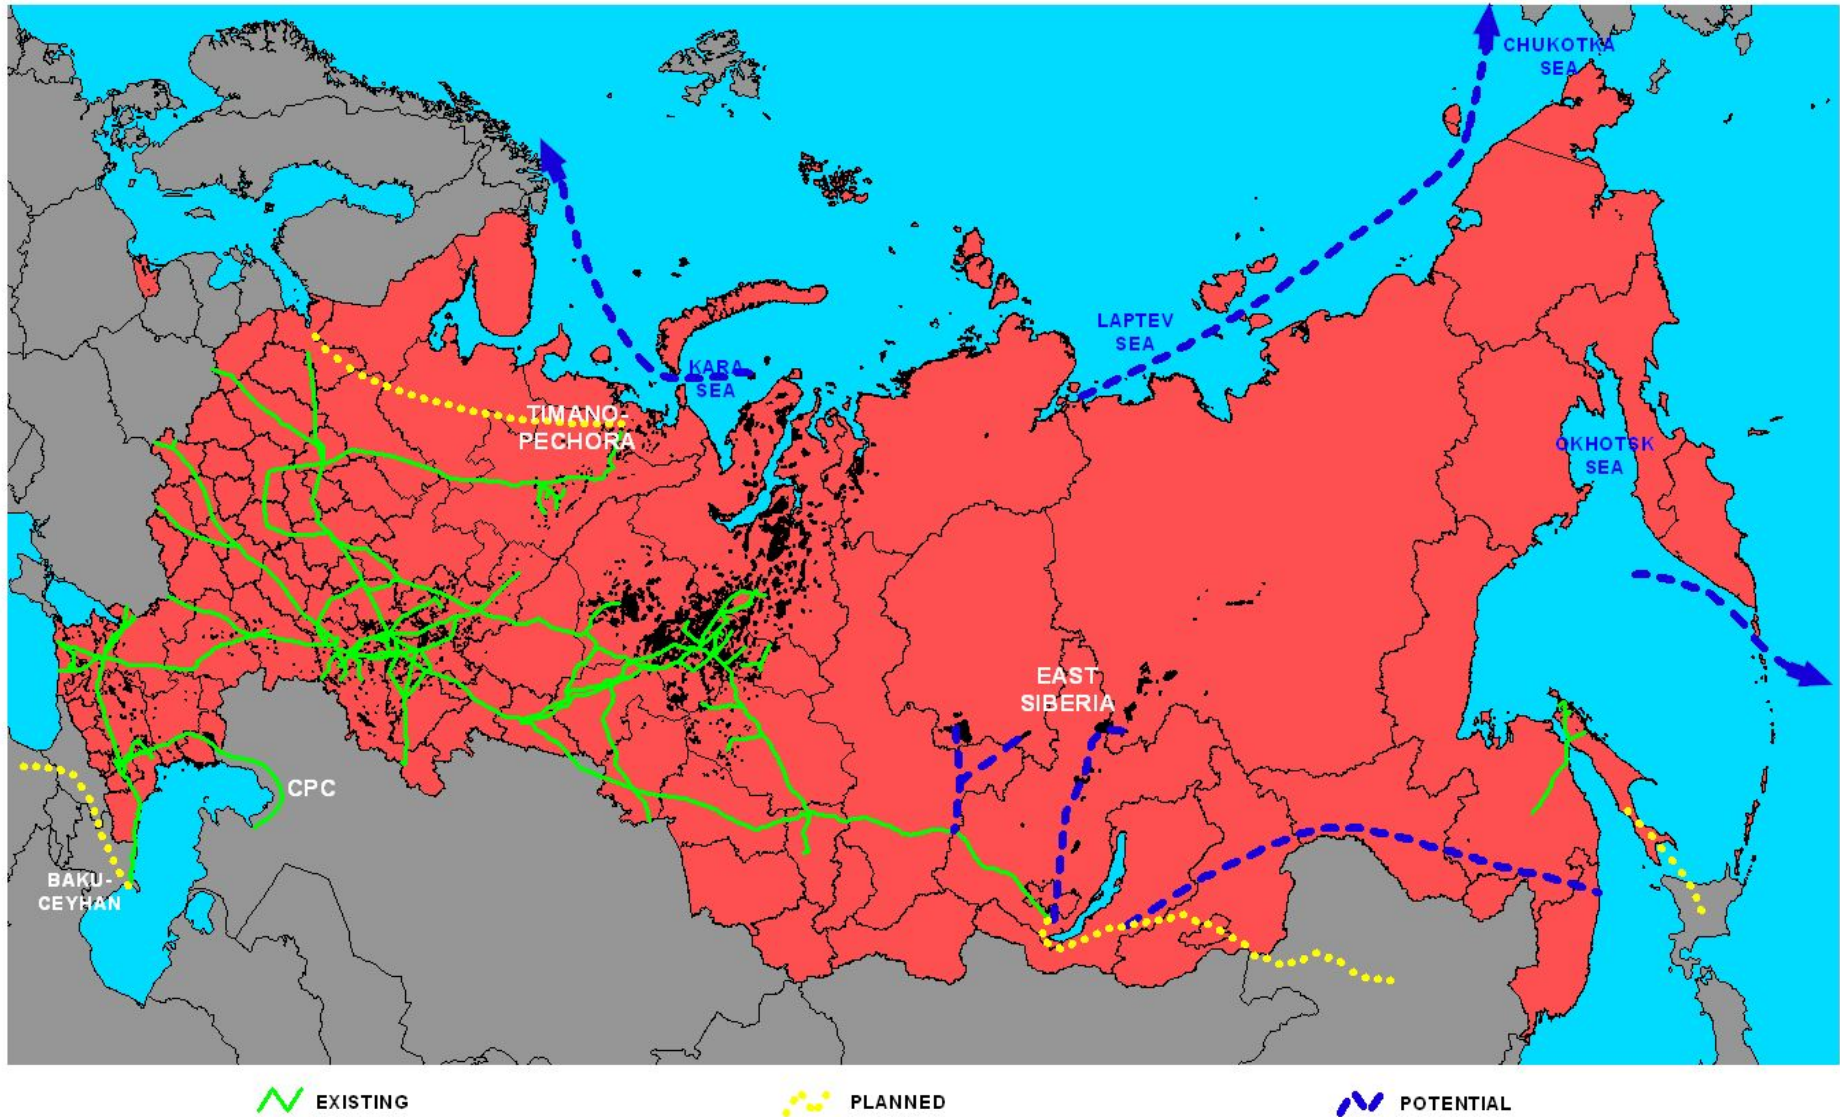 CHUKOTKA
SEA
LAPTEV
SEA
KARA
SEA
TIMANO-
PECHORA
OKHOTSK
SEA
EAST
SIBERIA
CPC
BAKU-
CEYHAN
EXISTING
PLANNED
POTENTIAL